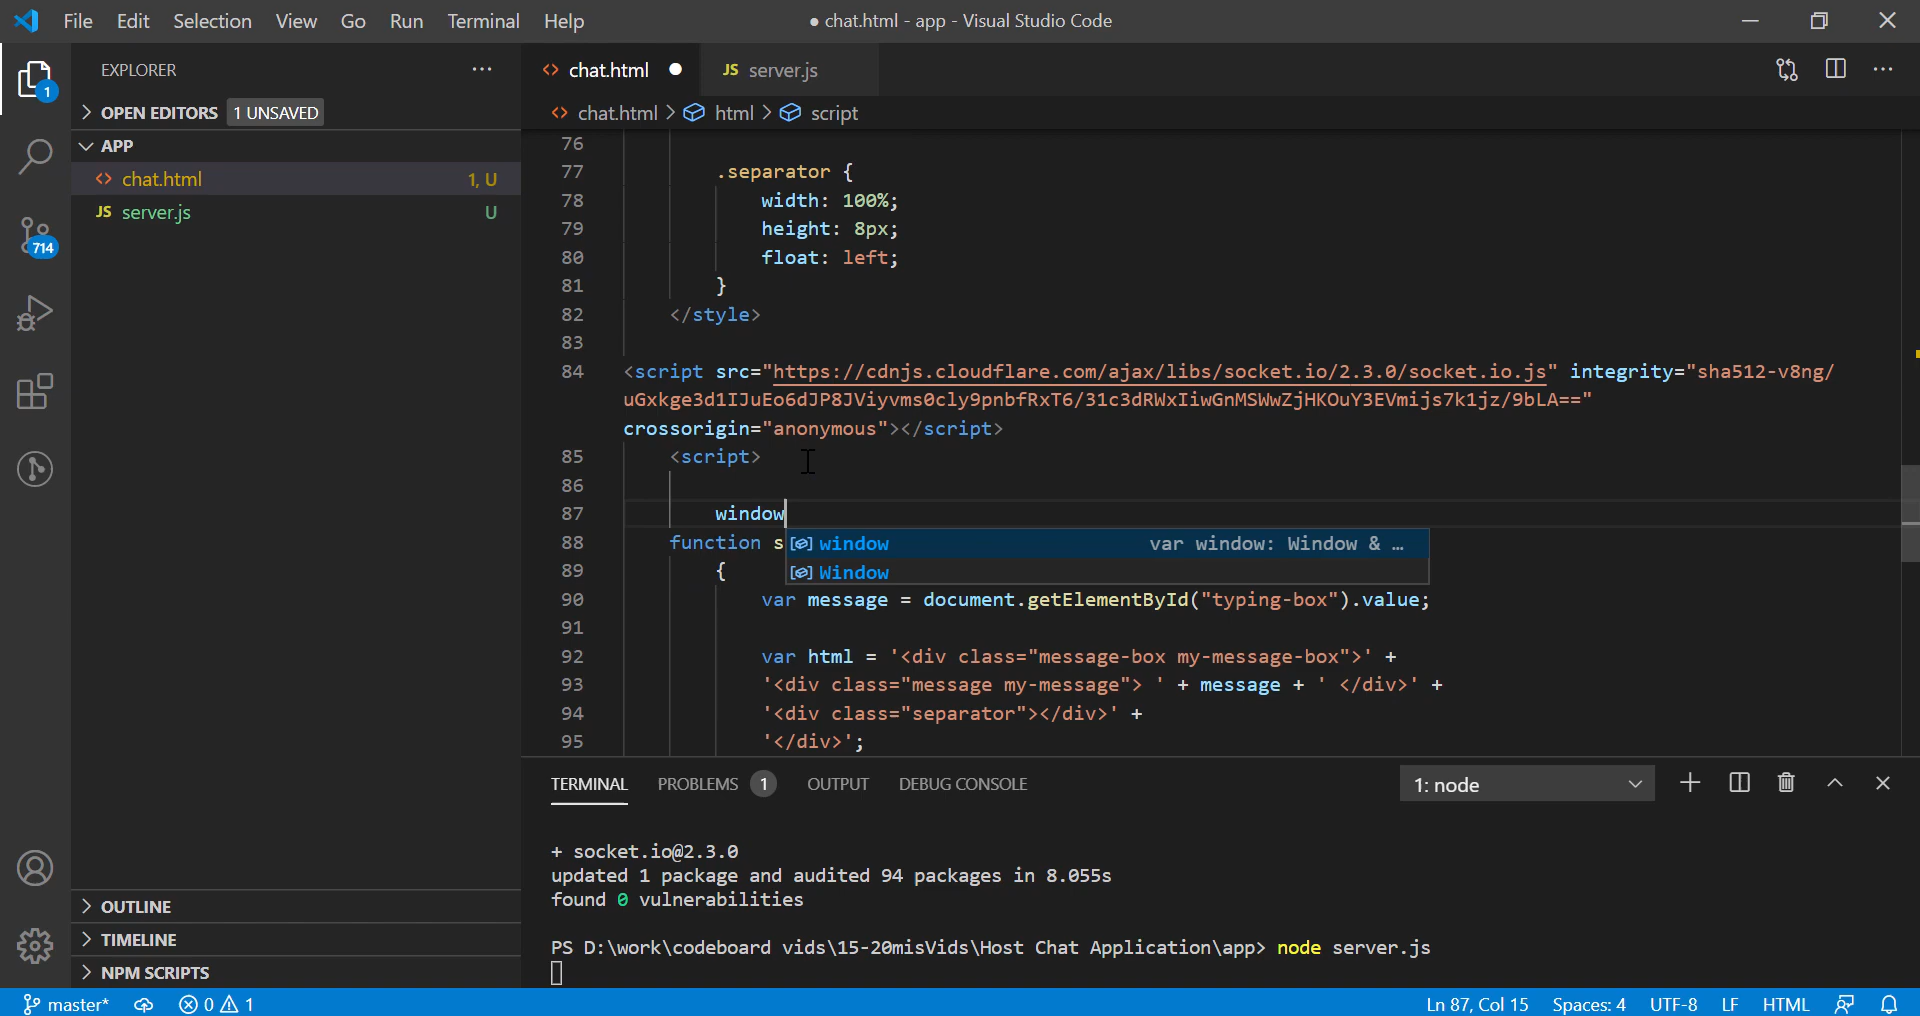 File Edit Selection View Go Run Terminal Help ● chat.html - app - Visual Studio Code
EXPLORER ...
chat.html ● JS server.js ...
OPEN EDITORS 1 UNSAVED
chat.html > html > script
APP
chat.html 1, U
JS server.js U
1
714
76
77 .separator {
78 width: 100%;
79 height: 8px;
80 float: left;
81 }
82 </style>
83
84 <script src="https://cdnjs.cloudflare.com/ajax/libs/socket.io/2.3.0/socket.io.js" integrity="sha512-v8ng/
uGxkge3d1IJuEo6dJP8JViyvms0cly9pnbfRxT6/31c3dRWxIiwGnMSWwZjHKOuY3EVmijs7k1jz/9bLA=="
crossorigin="anonymous"></script>
85 <script>
86
87 window
88 function s
window var window: Window & …
Window
89 {
90 var message = document.getElementById("typing-box").value;
91
92 var html = '<div class="message-box my-message-box">' +
93 '<div class="message my-message"> ' + message + ' </div>' +
94 '<div class="separator"></div>' +
95 '</div>';
TERMINAL PROBLEMS 1 OUTPUT DEBUG CONSOLE 1: node
+ socket.io@2.3.0
updated 1 package and audited 94 packages in 8.055s
found 0 vulnerabilities
PS D:\work\codeboard vids\15-20misVids\Host Chat Application\app> node server.js
OUTLINE
TIMELINE
NPM SCRIPTS
master* 0 1 Ln 87, Col 15 Spaces: 4 UTF-8 LF HTML